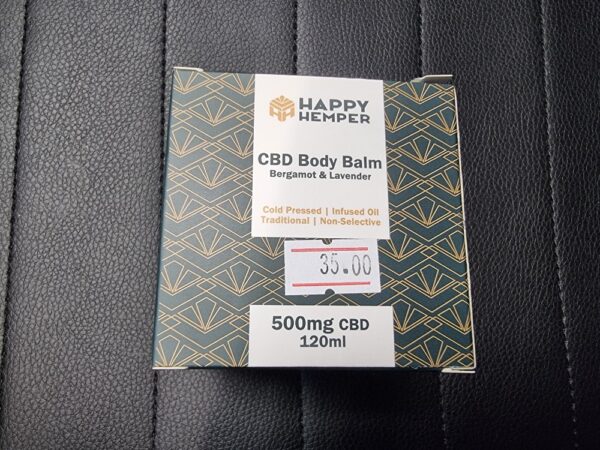 HAPPY
HEMPER
CBD Body Balm
Bergamot & Lavender
Cold Pressed | Infused Oil
Traditional | Non-Selective
35.00
500mg CBD
120ml